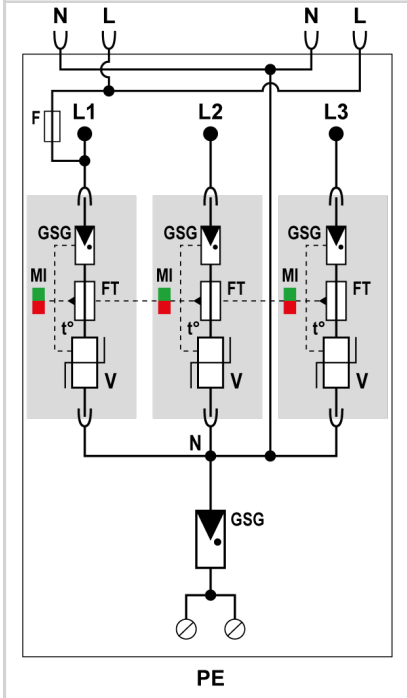 N L N L
F L1 L2 L3
GSG GSG GSG
MI FT MI FT MI FT
t° t° t°
V V V
N
GSG
PE